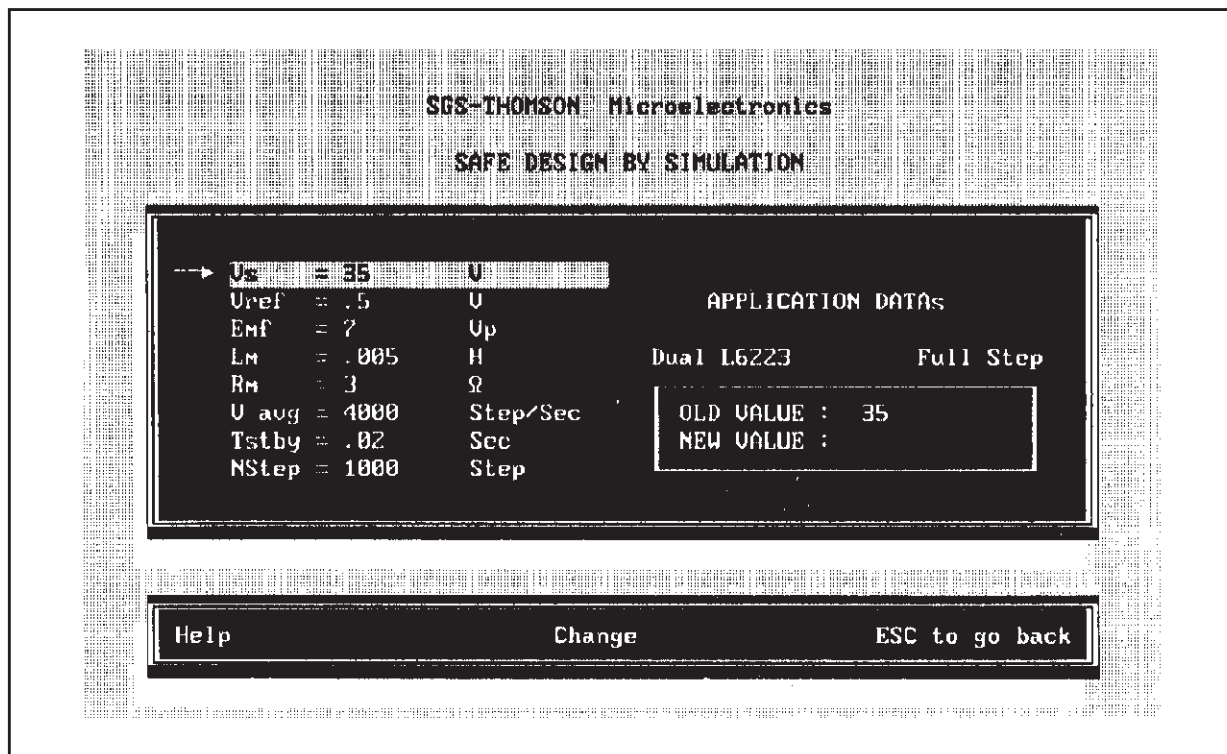 SGS-THOMSON Microelectronics
SAFE DESIGN BY SIMULATION
Vs = 35 V
Vref = .5 V
Emf = 7 Vp
Lm = .005 H
Rm = 3 Ω
V avg = 4000 Step/Sec
Tstby = .02 Sec
NStep = 1000 Step
APPLICATION DATAs
Dual L6223 Full Step
OLD VALUE : 35
NEW VALUE :
Help Change ESC to go back